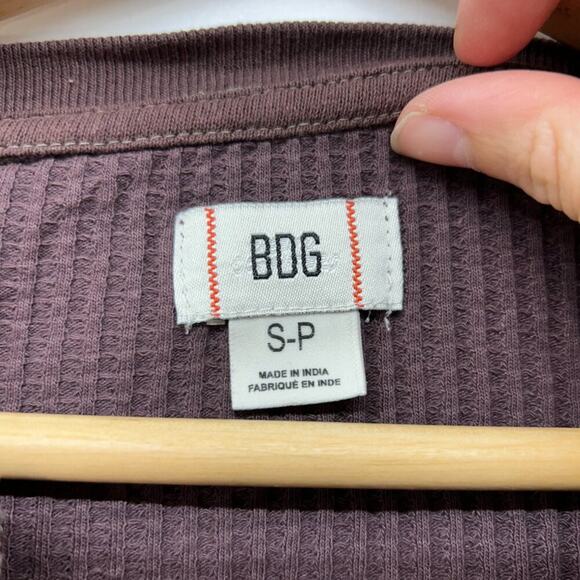 BDG
S-P
MADE IN INDIA
FABRIQUÉ EN INDE